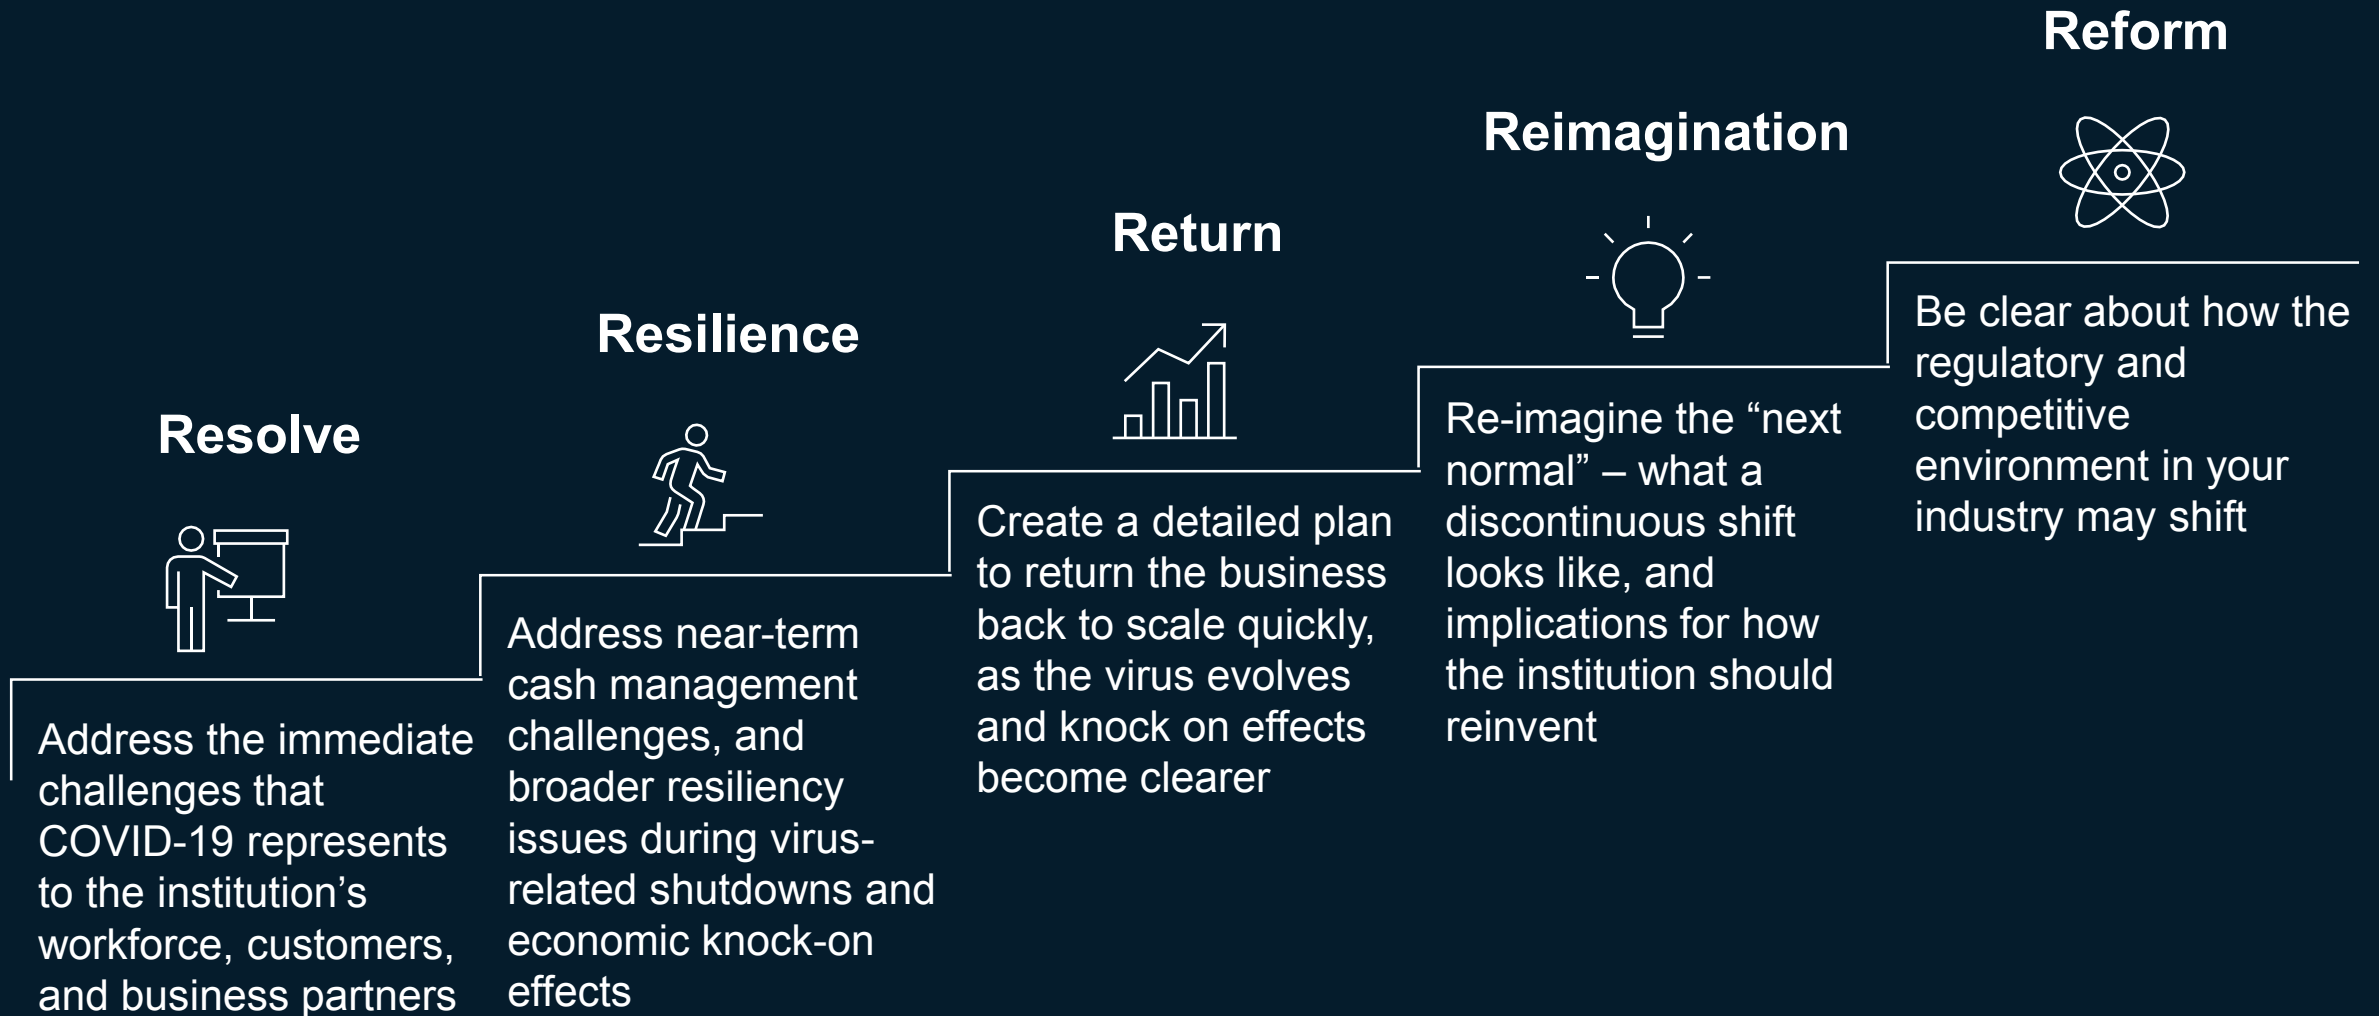 Resolve
Address the immediate
challenges that
COVID-19 represents
to the institution’s
workforce, customers,
and business partners
Resilience
Address near-term
cash management
challenges, and
broader resiliency
issues during virus-
related shutdowns and
economic knock-on
effects
Return
Create a detailed plan
to return the business
back to scale quickly,
as the virus evolves
and knock on effects
become clearer
Reimagination
Re-imagine the “next
normal” – what a
discontinuous shift
looks like, and
implications for how
the institution should
reinvent
Reform
Be clear about how the
regulatory and
competitive
environment in your
industry may shift